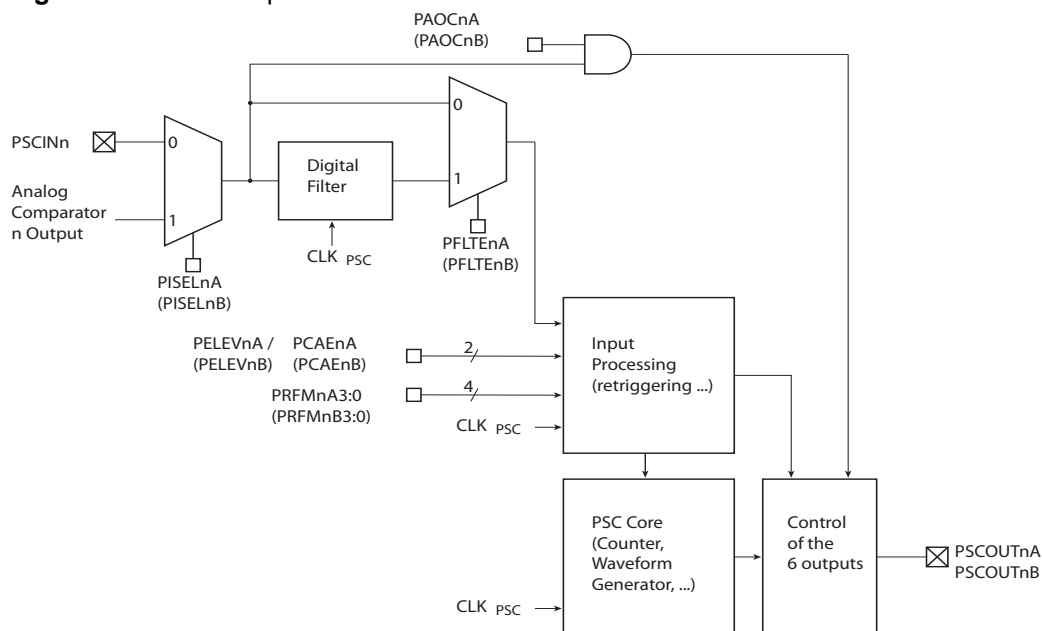 PAOCnA
(PAOCnB)
0
PSCINn
0
Digital
Filter
1
Analog
Comparator
n Output
1
CLK PSC
PFLTEnA
(PFLTEnB)
PISELnA
(PISELnB)
PELEVnA / PCAEnA
(PELEVnB) (PCAEnB)
2
Input
Processing
(retriggering ...)
PRFMnA3:0
(PRFMnB3:0)
4
CLK PSC
PSC Core
(Counter,
Waveform
Generator, ...)
Control
of the
6 outputs
PSCOUTnA
PSCOUTnB
CLK PSC